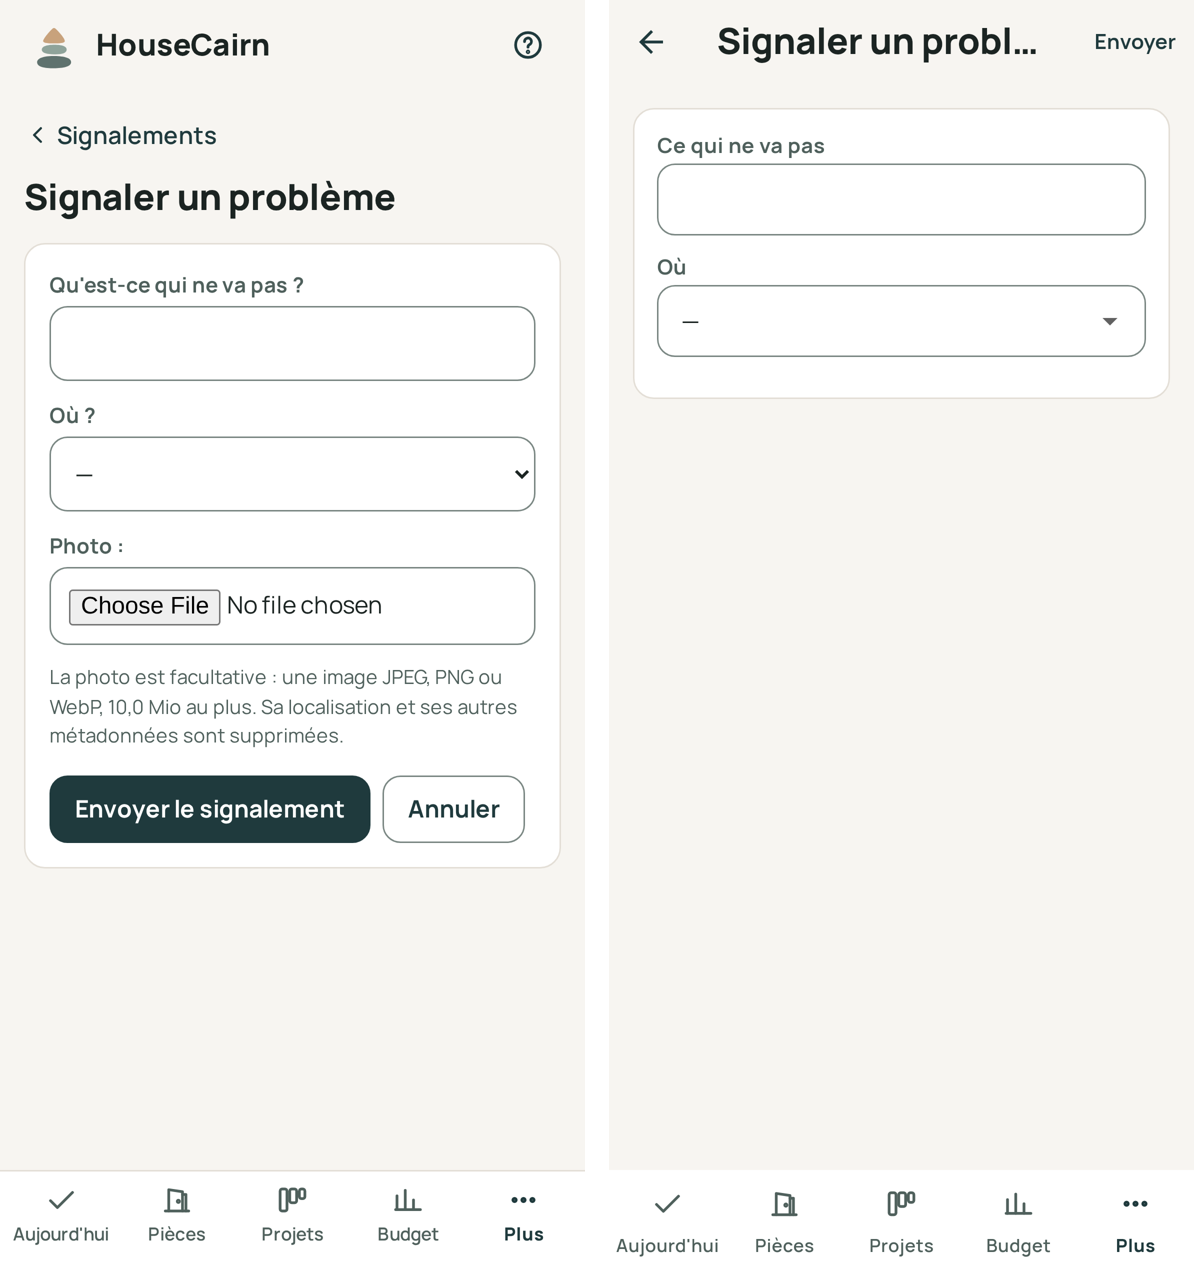 HouseCairn
Signalements
Signaler un problème
Qu'est-ce qui ne va pas ?
Où ?
—
Photo :
Choose File No file chosen
La photo est facultative : une image JPEG, PNG ou
WebP, 10,0 Mio au plus. Sa localisation et ses autres
métadonnées sont supprimées.
Envoyer le signalement
Annuler
Aujourd'hui
Pièces
Projets
Budget
Plus
Signaler un probl...
Envoyer
Ce qui ne va pas
Où
—
Aujourd'hui
Pièces
Projets
Budget
Plus